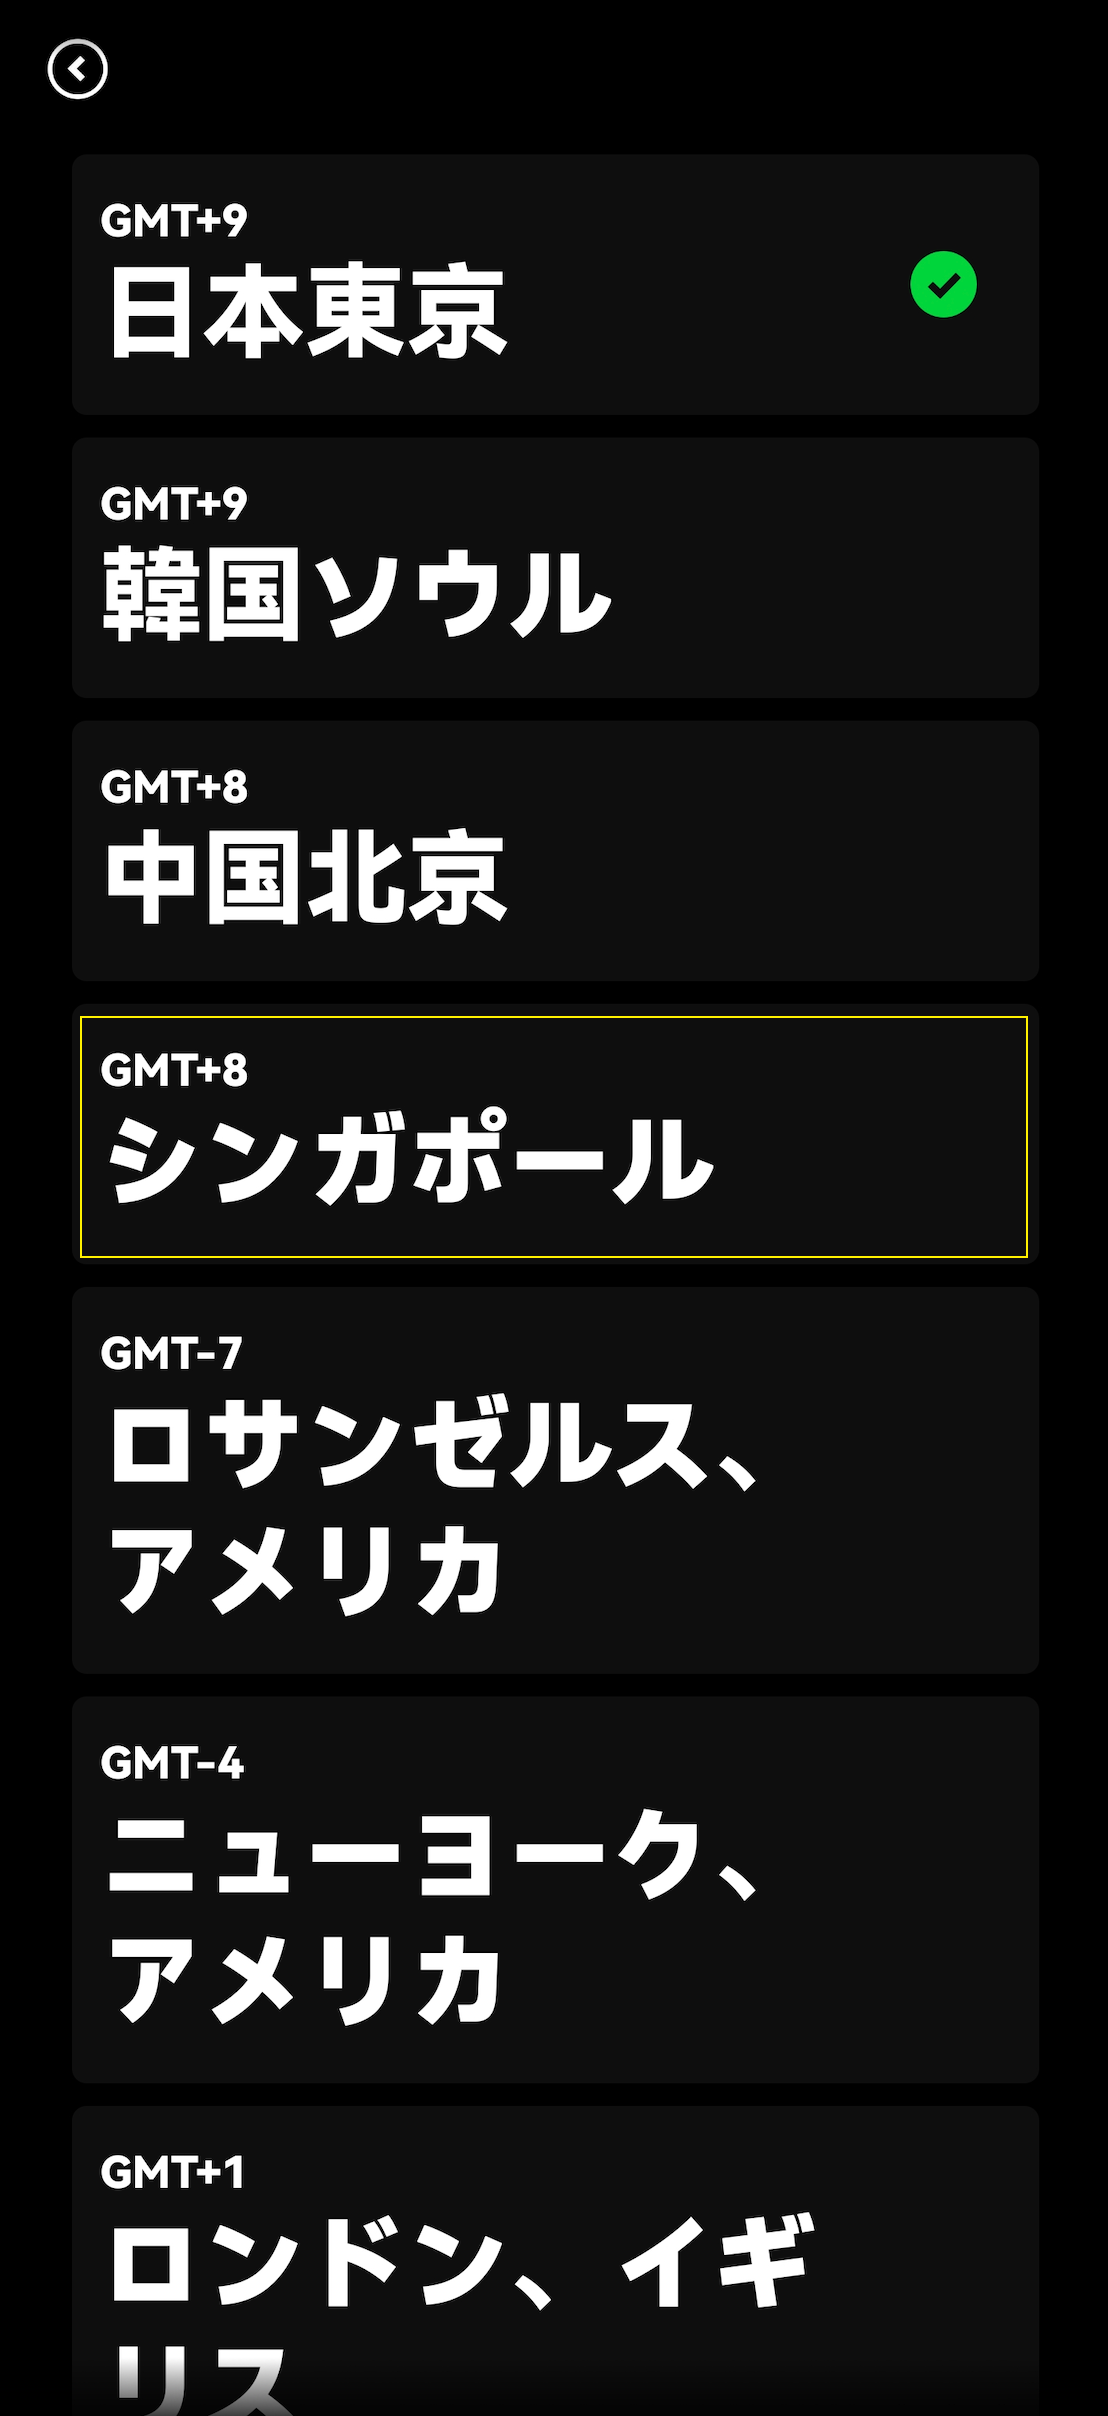 GMT+9
日本東京
GMT+9
韓国ソウル
GMT+8
中国北京
GMT+8
シンガポール
GMT-7
ロサンゼルス、
アメリカ
GMT-4
ニューヨーク、
アメリカ
GMT+1
ロンドン、イギ
リス